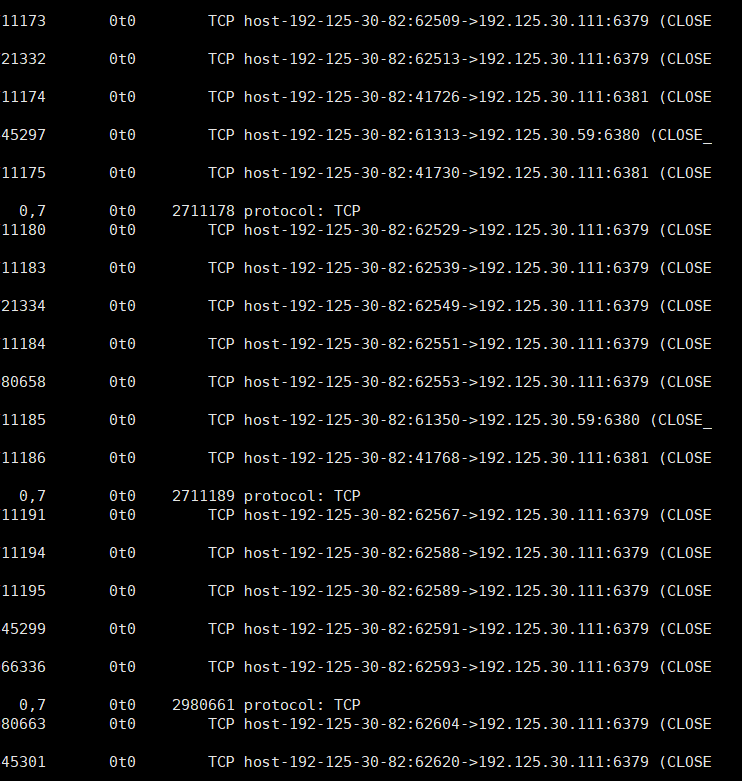 11173 0t0 TCP host-192-125-30-82:62509->192.125.30.111:6379 (CLOSE
21332 0t0 TCP host-192-125-30-82:62513->192.125.30.111:6379 (CLOSE
11174 0t0 TCP host-192-125-30-82:41726->192.125.30.111:6381 (CLOSE
45297 0t0 TCP host-192-125-30-82:61313->192.125.30.59:6380 (CLOSE_
11175 0t0 TCP host-192-125-30-82:41730->192.125.30.111:6381 (CLOSE
0,7 0t0 2711178 protocol: TCP
11180 0t0 TCP host-192-125-30-82:62529->192.125.30.111:6379 (CLOSE
11183 0t0 TCP host-192-125-30-82:62539->192.125.30.111:6379 (CLOSE
21334 0t0 TCP host-192-125-30-82:62549->192.125.30.111:6379 (CLOSE
11184 0t0 TCP host-192-125-30-82:62551->192.125.30.111:6379 (CLOSE
80658 0t0 TCP host-192-125-30-82:62553->192.125.30.111:6379 (CLOSE
11185 0t0 TCP host-192-125-30-82:61350->192.125.30.59:6380 (CLOSE_
11186 0t0 TCP host-192-125-30-82:41768->192.125.30.111:6381 (CLOSE
0,7 0t0 2711189 protocol: TCP
11191 0t0 TCP host-192-125-30-82:62567->192.125.30.111:6379 (CLOSE
11194 0t0 TCP host-192-125-30-82:62588->192.125.30.111:6379 (CLOSE
11195 0t0 TCP host-192-125-30-82:62589->192.125.30.111:6379 (CLOSE
45299 0t0 TCP host-192-125-30-82:62591->192.125.30.111:6379 (CLOSE
66336 0t0 TCP host-192-125-30-82:62593->192.125.30.111:6379 (CLOSE
0,7 0t0 2980661 protocol: TCP
80663 0t0 TCP host-192-125-30-82:62604->192.125.30.111:6379 (CLOSE
45301 0t0 TCP host-192-125-30-82:62620->192.125.30.111:6379 (CLOSE